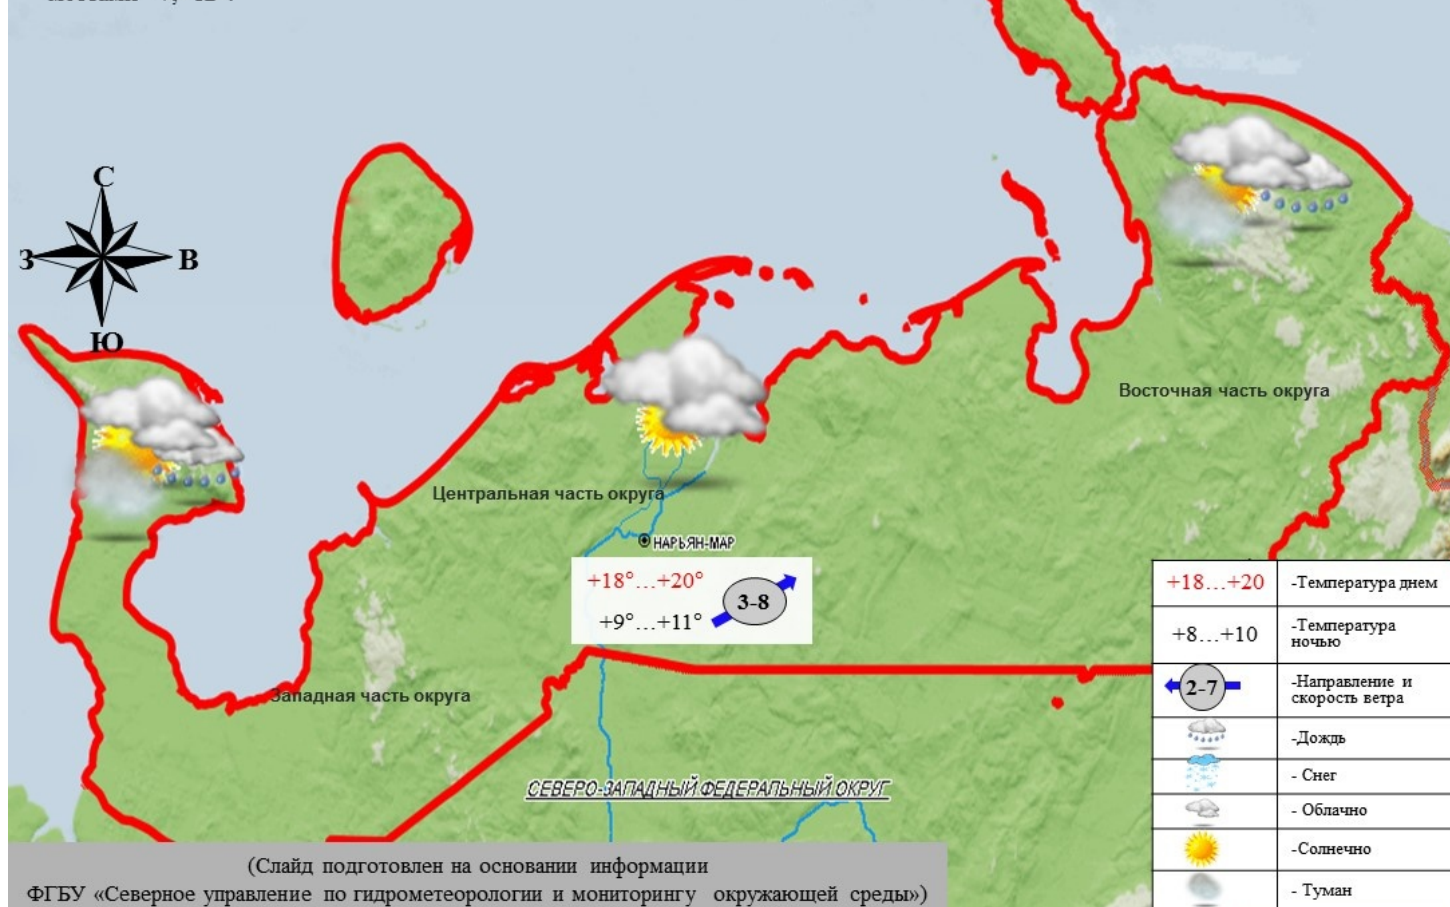 С
З
В
Ю
Восточная часть округа
Центральная часть округа
НАРЬЯН-МАР
+18°...+20°
+9°...+11°
3-8
Западная часть округа
СЕВЕРО-ЗАПАДНЫЙ ФЕДЕРАЛЬНЫЙ ОКРУГ
+18...+20 -Температура днем
+8...+10 -Температура
ночью
2-7 -Направление и
скорость ветра
-Дождь
- Снег
- Облачно
-Солнечно
- Туман
(Слайд подготовлен на основании информации
ФГБУ «Северное управление по гидрометеорологии и мониторингу окружающей среды»)